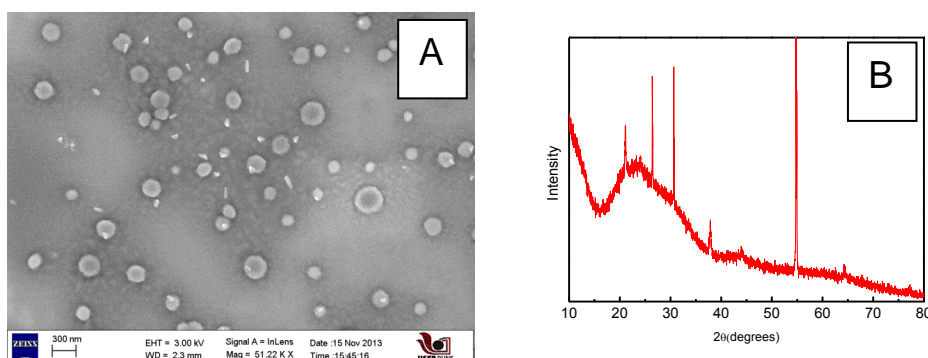 A
ZEISS
300 nm
EHT = 3.00 kV
WD = 2.3 mm
Signal A = InLens
Mag = 51.22 K X
Date :15 Nov 2013
Time :15:45:16
B
Intensity
10 20 30 40 50 60 70 80
2θ(degrees)